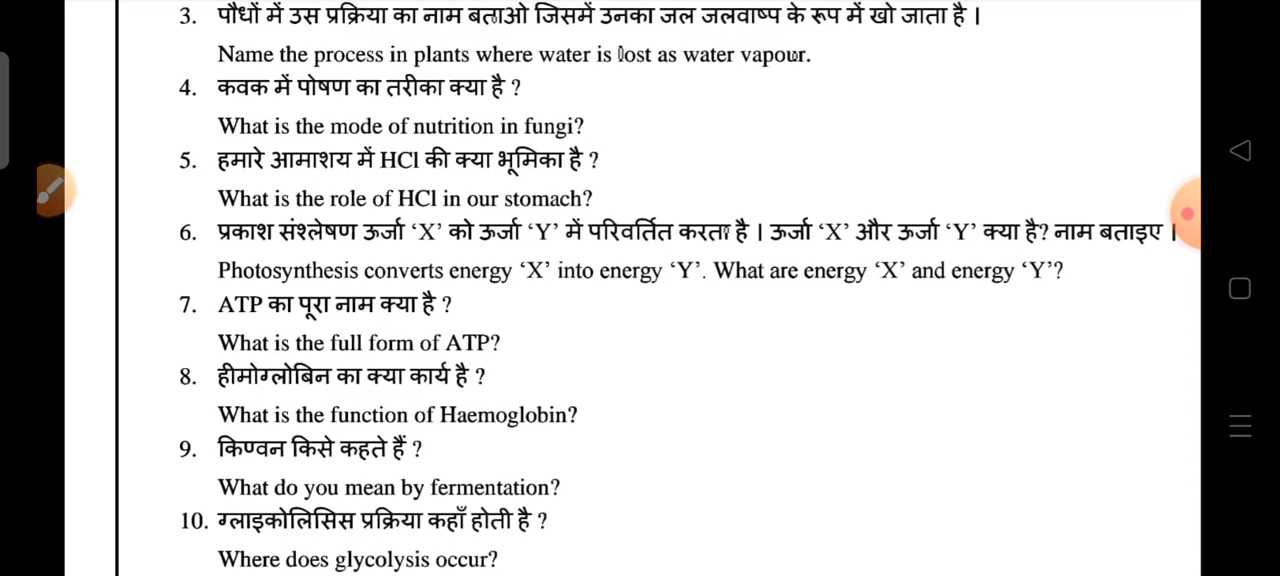 3. पौधों में उस प्रक्रिया का नाम बताओ जिसमें उनका जल जलवाष्प के रूप में खो जाता है ।
Name the process in plants where water is lost as water vapour.
4. कवक में पोषण का तरीका क्या है ?
What is the mode of nutrition in fungi?
5. हमारे आमाशय में HCl की क्या भूमिका है ?
What is the role of HCl in our stomach?
6. प्रकाश संश्लेषण ऊर्जा ‘X’ को ऊर्जा ‘Y’ में परिवर्तित करता है । ऊर्जा ‘X’ और ऊर्जा ‘Y’ क्या है? नाम बताइए ।
Photosynthesis converts energy ‘X’ into energy ‘Y’. What are energy ‘X’ and energy ‘Y’?
7. ATP का पूरा नाम क्या है ?
What is the full form of ATP?
8. हीमोग्लोबिन का क्या कार्य है ?
What is the function of Haemoglobin?
9. किण्वन किसे कहते हैं ?
What do you mean by fermentation?
10. ग्लाइकोलिसिस प्रक्रिया कहाँ होती है ?
Where does glycolysis occur?